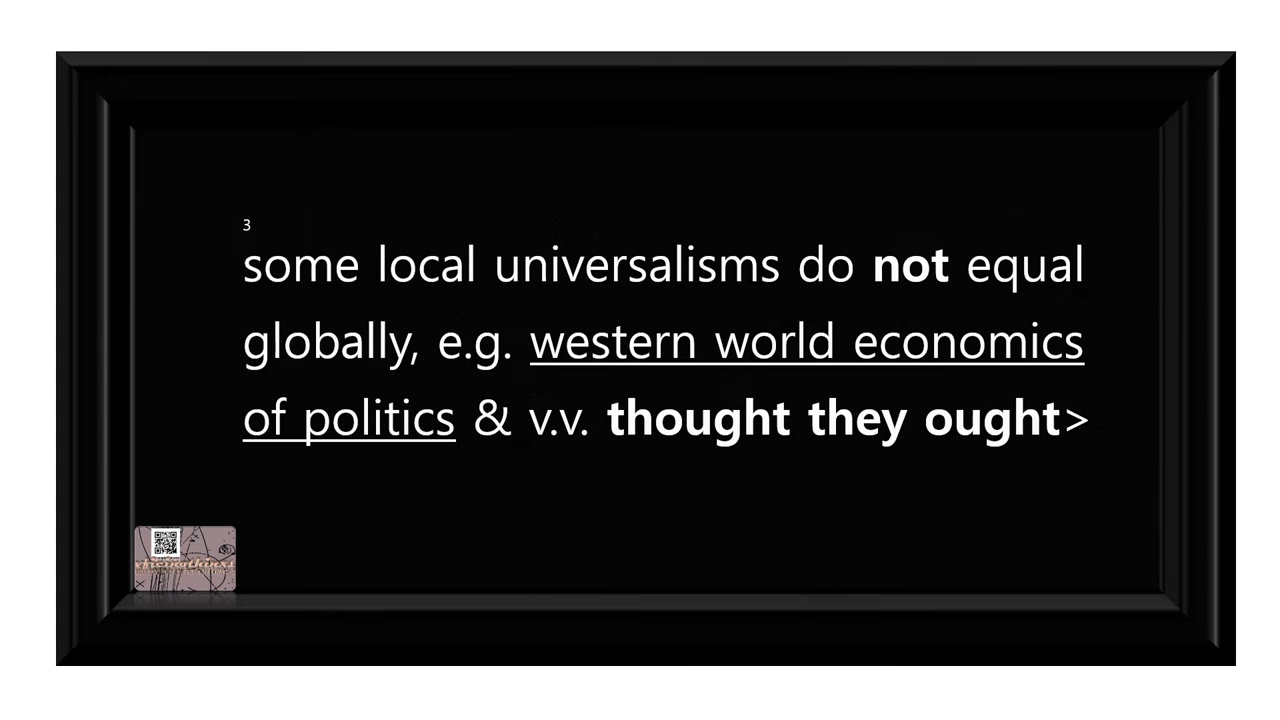 3
some local universalisms do not equal
globally, e.g. western world economics
of politics & v.v. thought they ought>